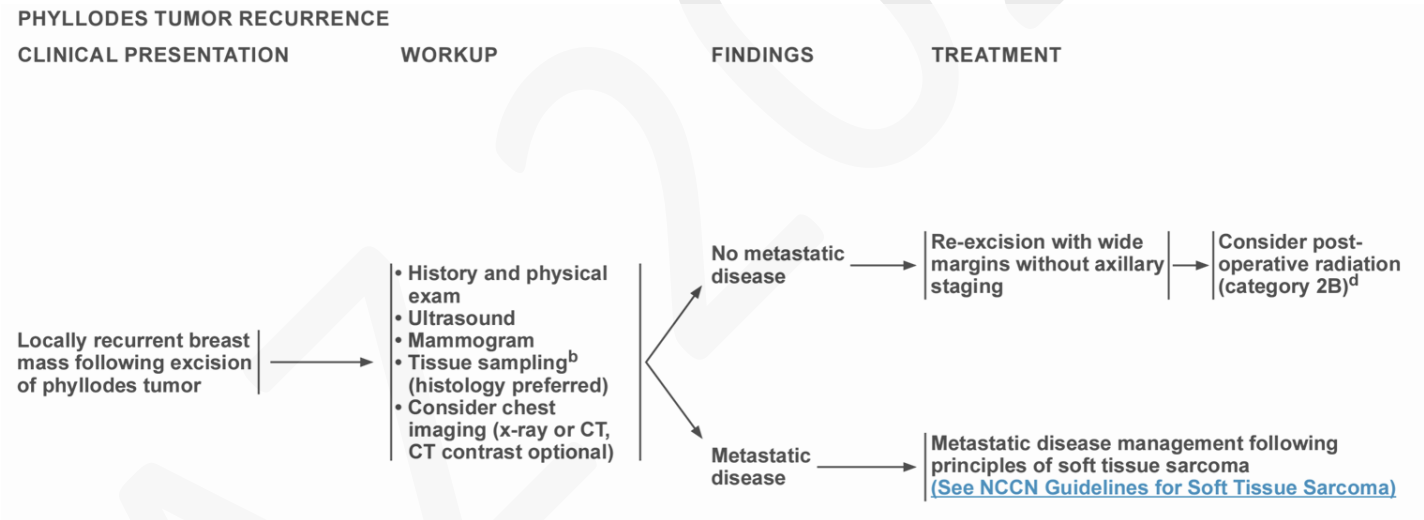 PHYLLODES TUMOR RECURRENCE
CLINICAL PRESENTATION
WORKUP
FINDINGS
TREATMENT
Locally recurrent breast
mass following excision
of phyllodes tumor
• History and physical
exam
• Ultrasound
• Mammogram
• Tissue samplingb
(histology preferred)
• Consider chest
imaging (x-ray or CT,
CT contrast optional)
No metastatic
disease
Re-excision with wide
margins without axillary
staging
Consider post-
operative radiation
(category 2B)d
Metastatic
disease
Metastatic disease management following
principles of soft tissue sarcoma
(See NCCN Guidelines for Soft Tissue Sarcoma)